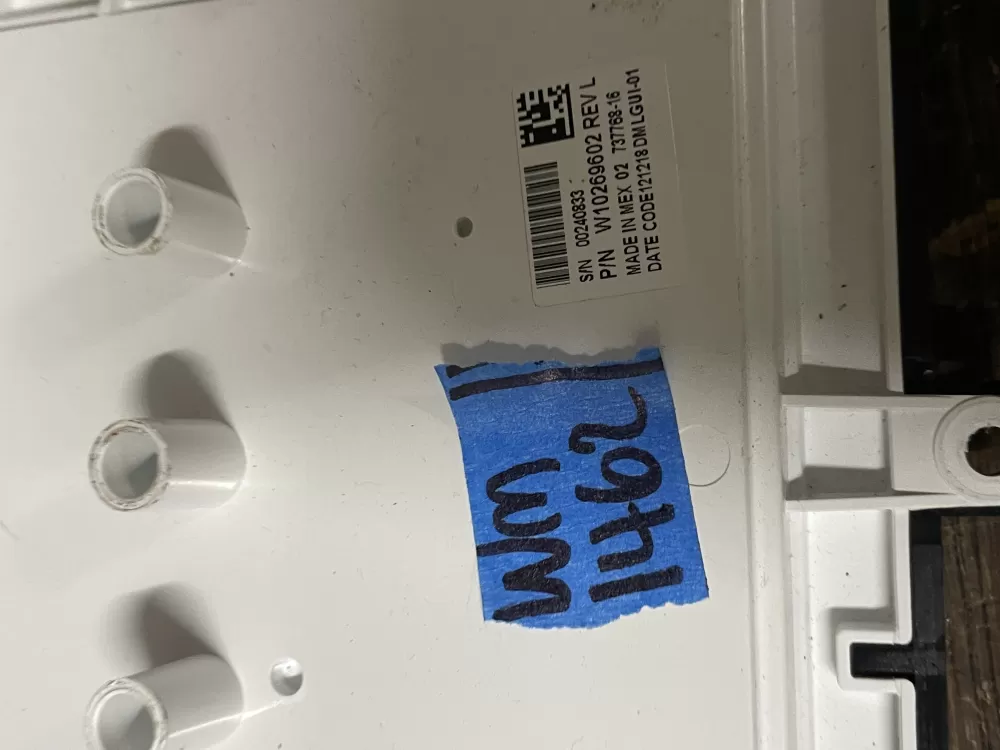 S/N 00240833
P/N W10269602 REV L
MADE IN MEX 02 737768-16
DATE CODE121218DMLGUI-01
WM
1462